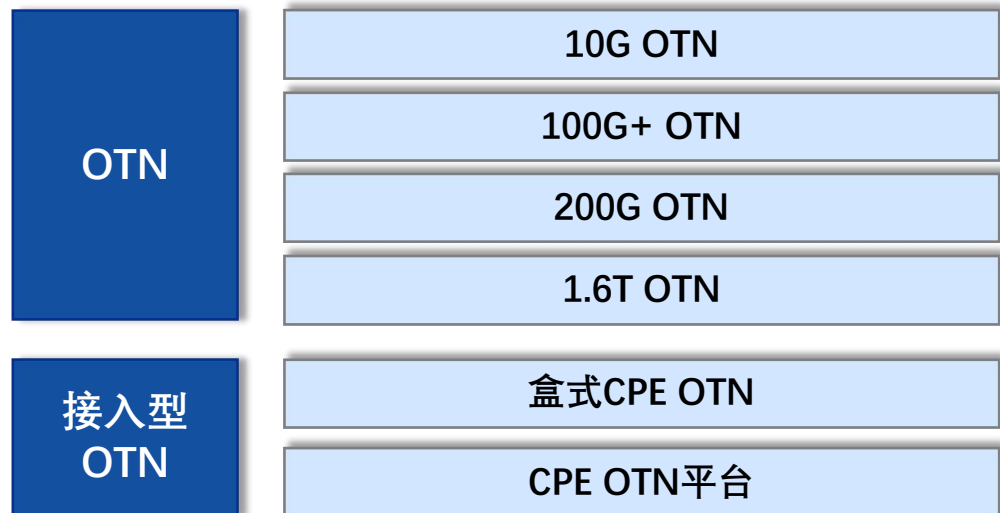 OTN
10G OTN
100G+ OTN
200G OTN
1.6T OTN
接入型
OTN
盒式CPE OTN
CPE OTN平台